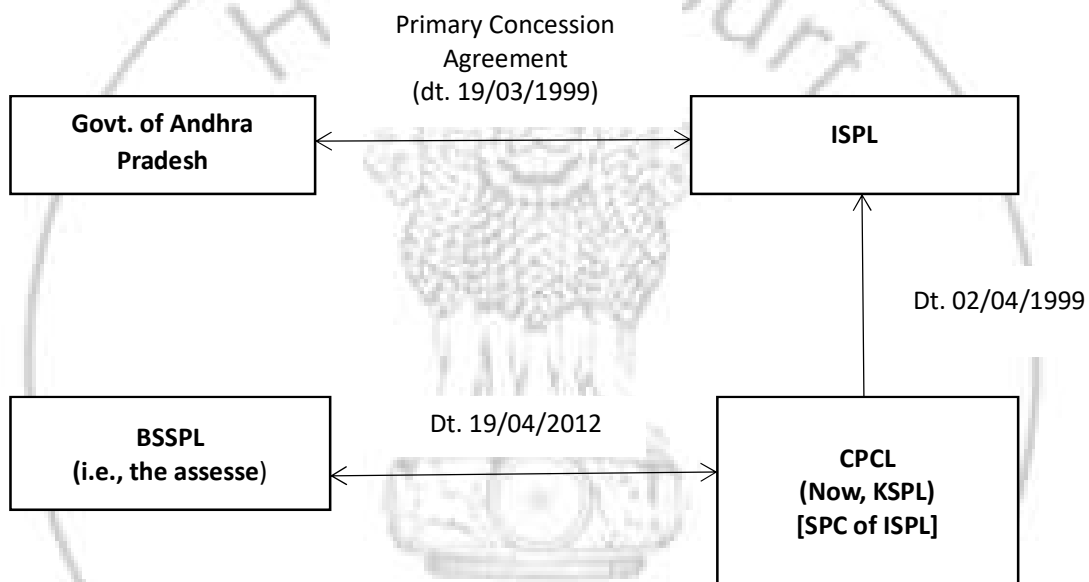 Primary Concession
Agreement
(dt. 19/03/1999)
Govt. of Andhra
Pradesh
ISPL
Dt. 02/04/1999
BSSPL
(i.e., the assesse)
Dt. 19/04/2012
CPCL
(Now, KSPL)
[SPC of ISPL]